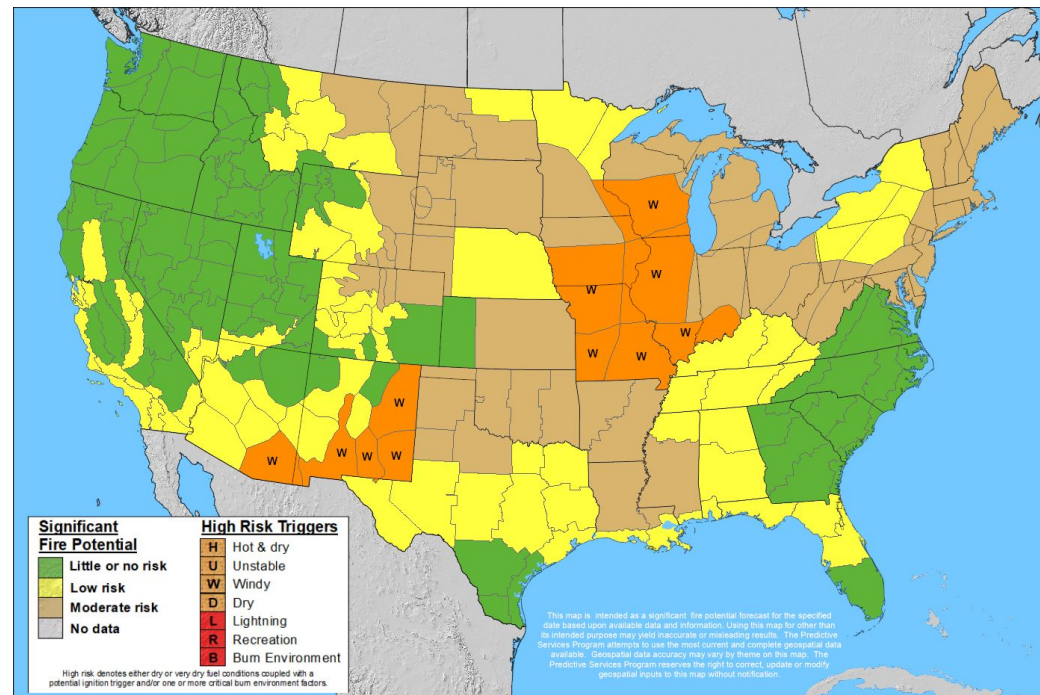 W
W
W
W
W
W
W
W
W
W
W
Significant
Fire Potential
Little or no risk
Low risk
Moderate risk
No data
High Risk Triggers
H Hot & dry
U Unstable
W Windy
D Dry
L Lightning
R Recreation
B Burn Environment
High risk denotes either dry or very dry fuel conditions coupled with a
potential ignition trigger and/or one or more critical burn environment factors.
This map is intended as a significant fire potential forecast for the specified
date based upon available data and information. Using this map for other than
its intended purpose may yield inaccurate or misleading results. The Predictive
Services Program attempts to use the most current and complete geospatial data
available. Geospatial data accuracy may vary by theme on this map. The
Predictive Services Program reserves the right to correct, update or modify
geospatial inputs to this map without notification.